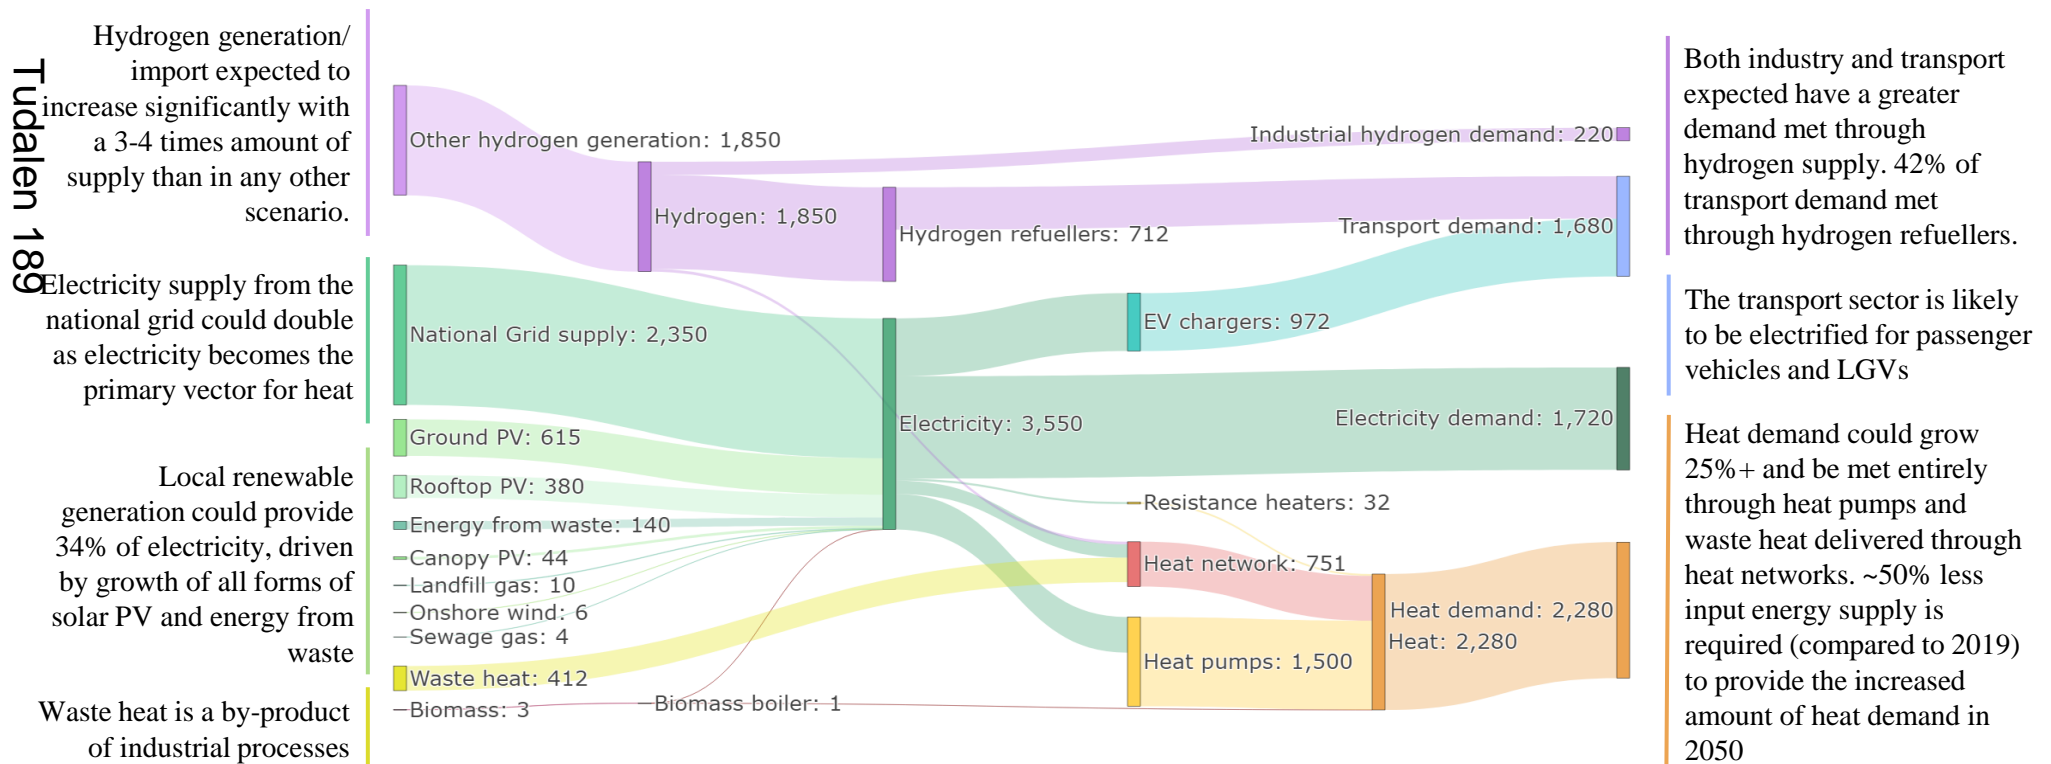 Tudalen 189
Hydrogen generation/
import expected to
increase significantly with
a 3-4 times amount of
supply than in any other
scenario.
Electricity supply from the
national grid could double
as electricity becomes the
primary vector for heat
Local renewable
generation could provide
34% of electricity, driven
by growth of all forms of
solar PV and energy from
waste
Waste heat is a by-product
of industrial processes
Other hydrogen generation: 1,850
Hydrogen: 1,850
Hydrogen refuellers: 712
Industrial hydrogen demand: 220
Transport demand: 1,680
National Grid supply: 2,350
EV chargers: 972
Ground PV: 615
Electricity: 3,550
Electricity demand: 1,720
Rooftop PV: 380
Resistance heaters: 32
Energy from waste: 140
Canopy PV: 44
Heat network: 751
Landfill gas: 10
Onshore wind: 6
Heat demand: 2,280
Sewage gas: 4
Heat: 2,280
Heat pumps: 1,500
Waste heat: 412
Biomass: 3
Biomass boiler: 1
Both industry and transport
expected have a greater
demand met through
hydrogen supply. 42% of
transport demand met
through hydrogen refuellers.
The transport sector is likely
to be electrified for passenger
vehicles and LGVs
Heat demand could grow
25%+ and be met entirely
through heat pumps and
waste heat delivered through
heat networks. ~50% less
input energy supply is
required (compared to 2019)
to provide the increased
amount of heat demand in
2050